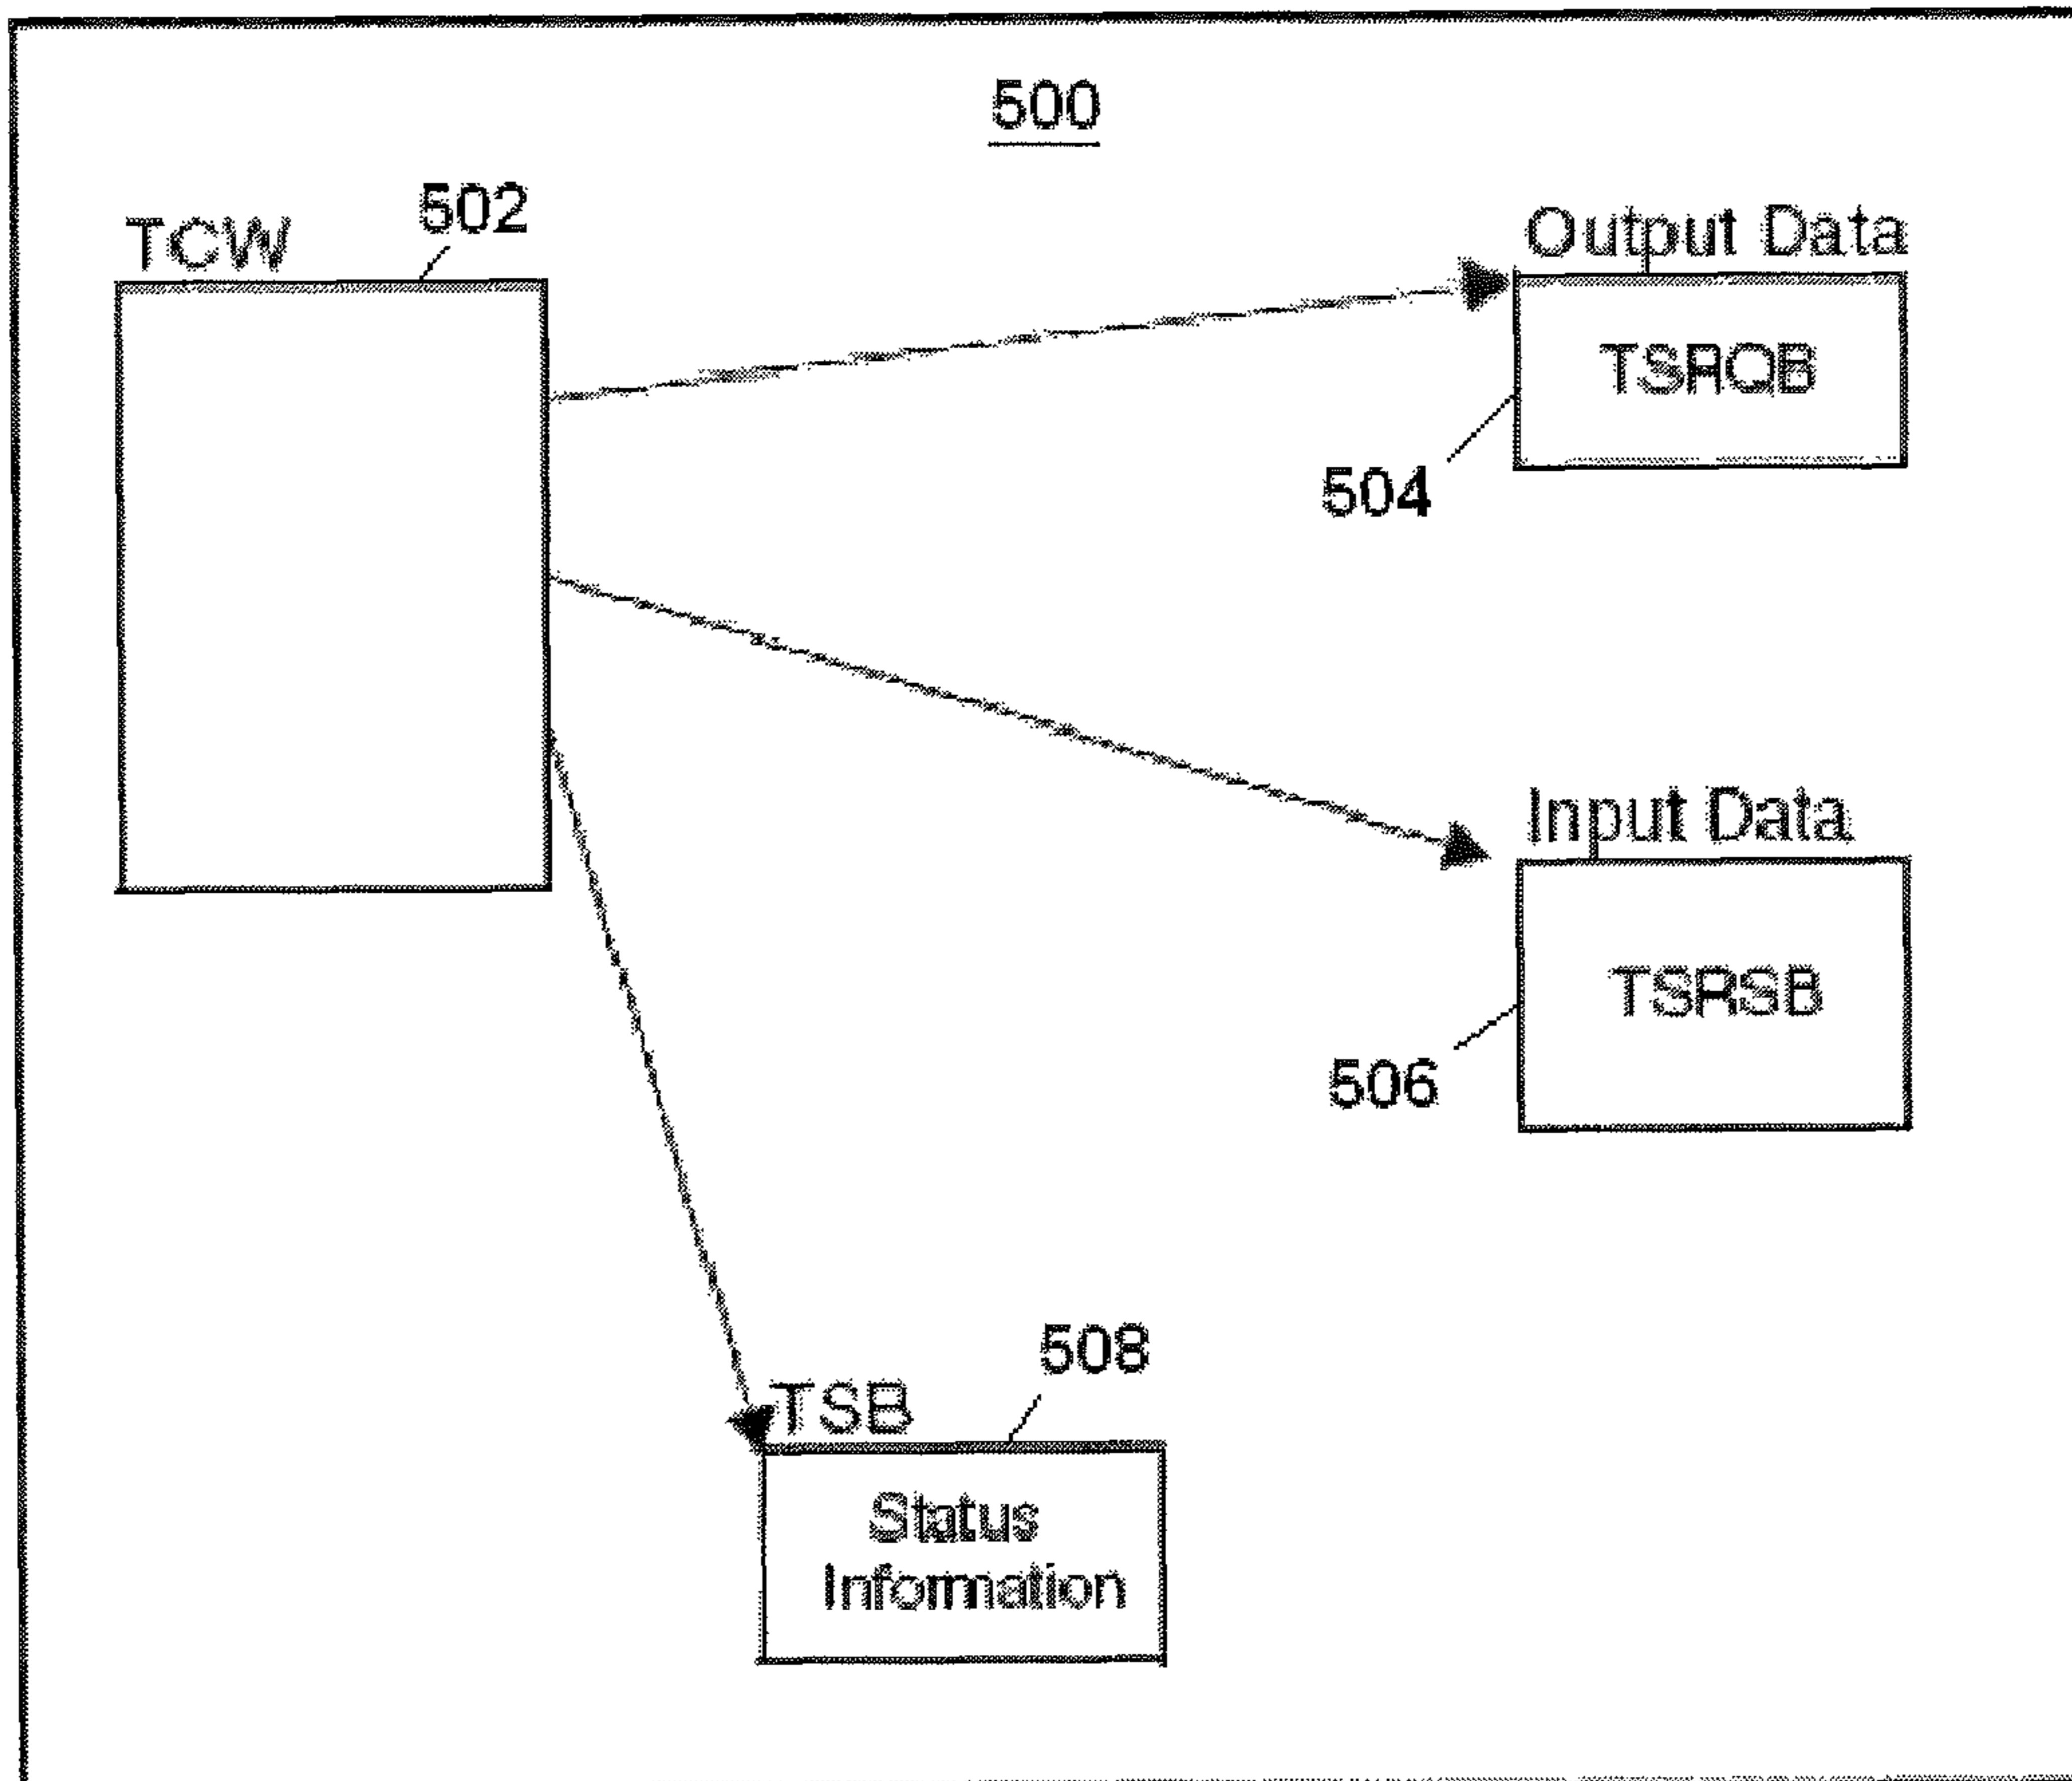 500
TCW
502
Output Data
TSRQB
504
Input Data
TSRSB
506
TSB
508
Status
Information